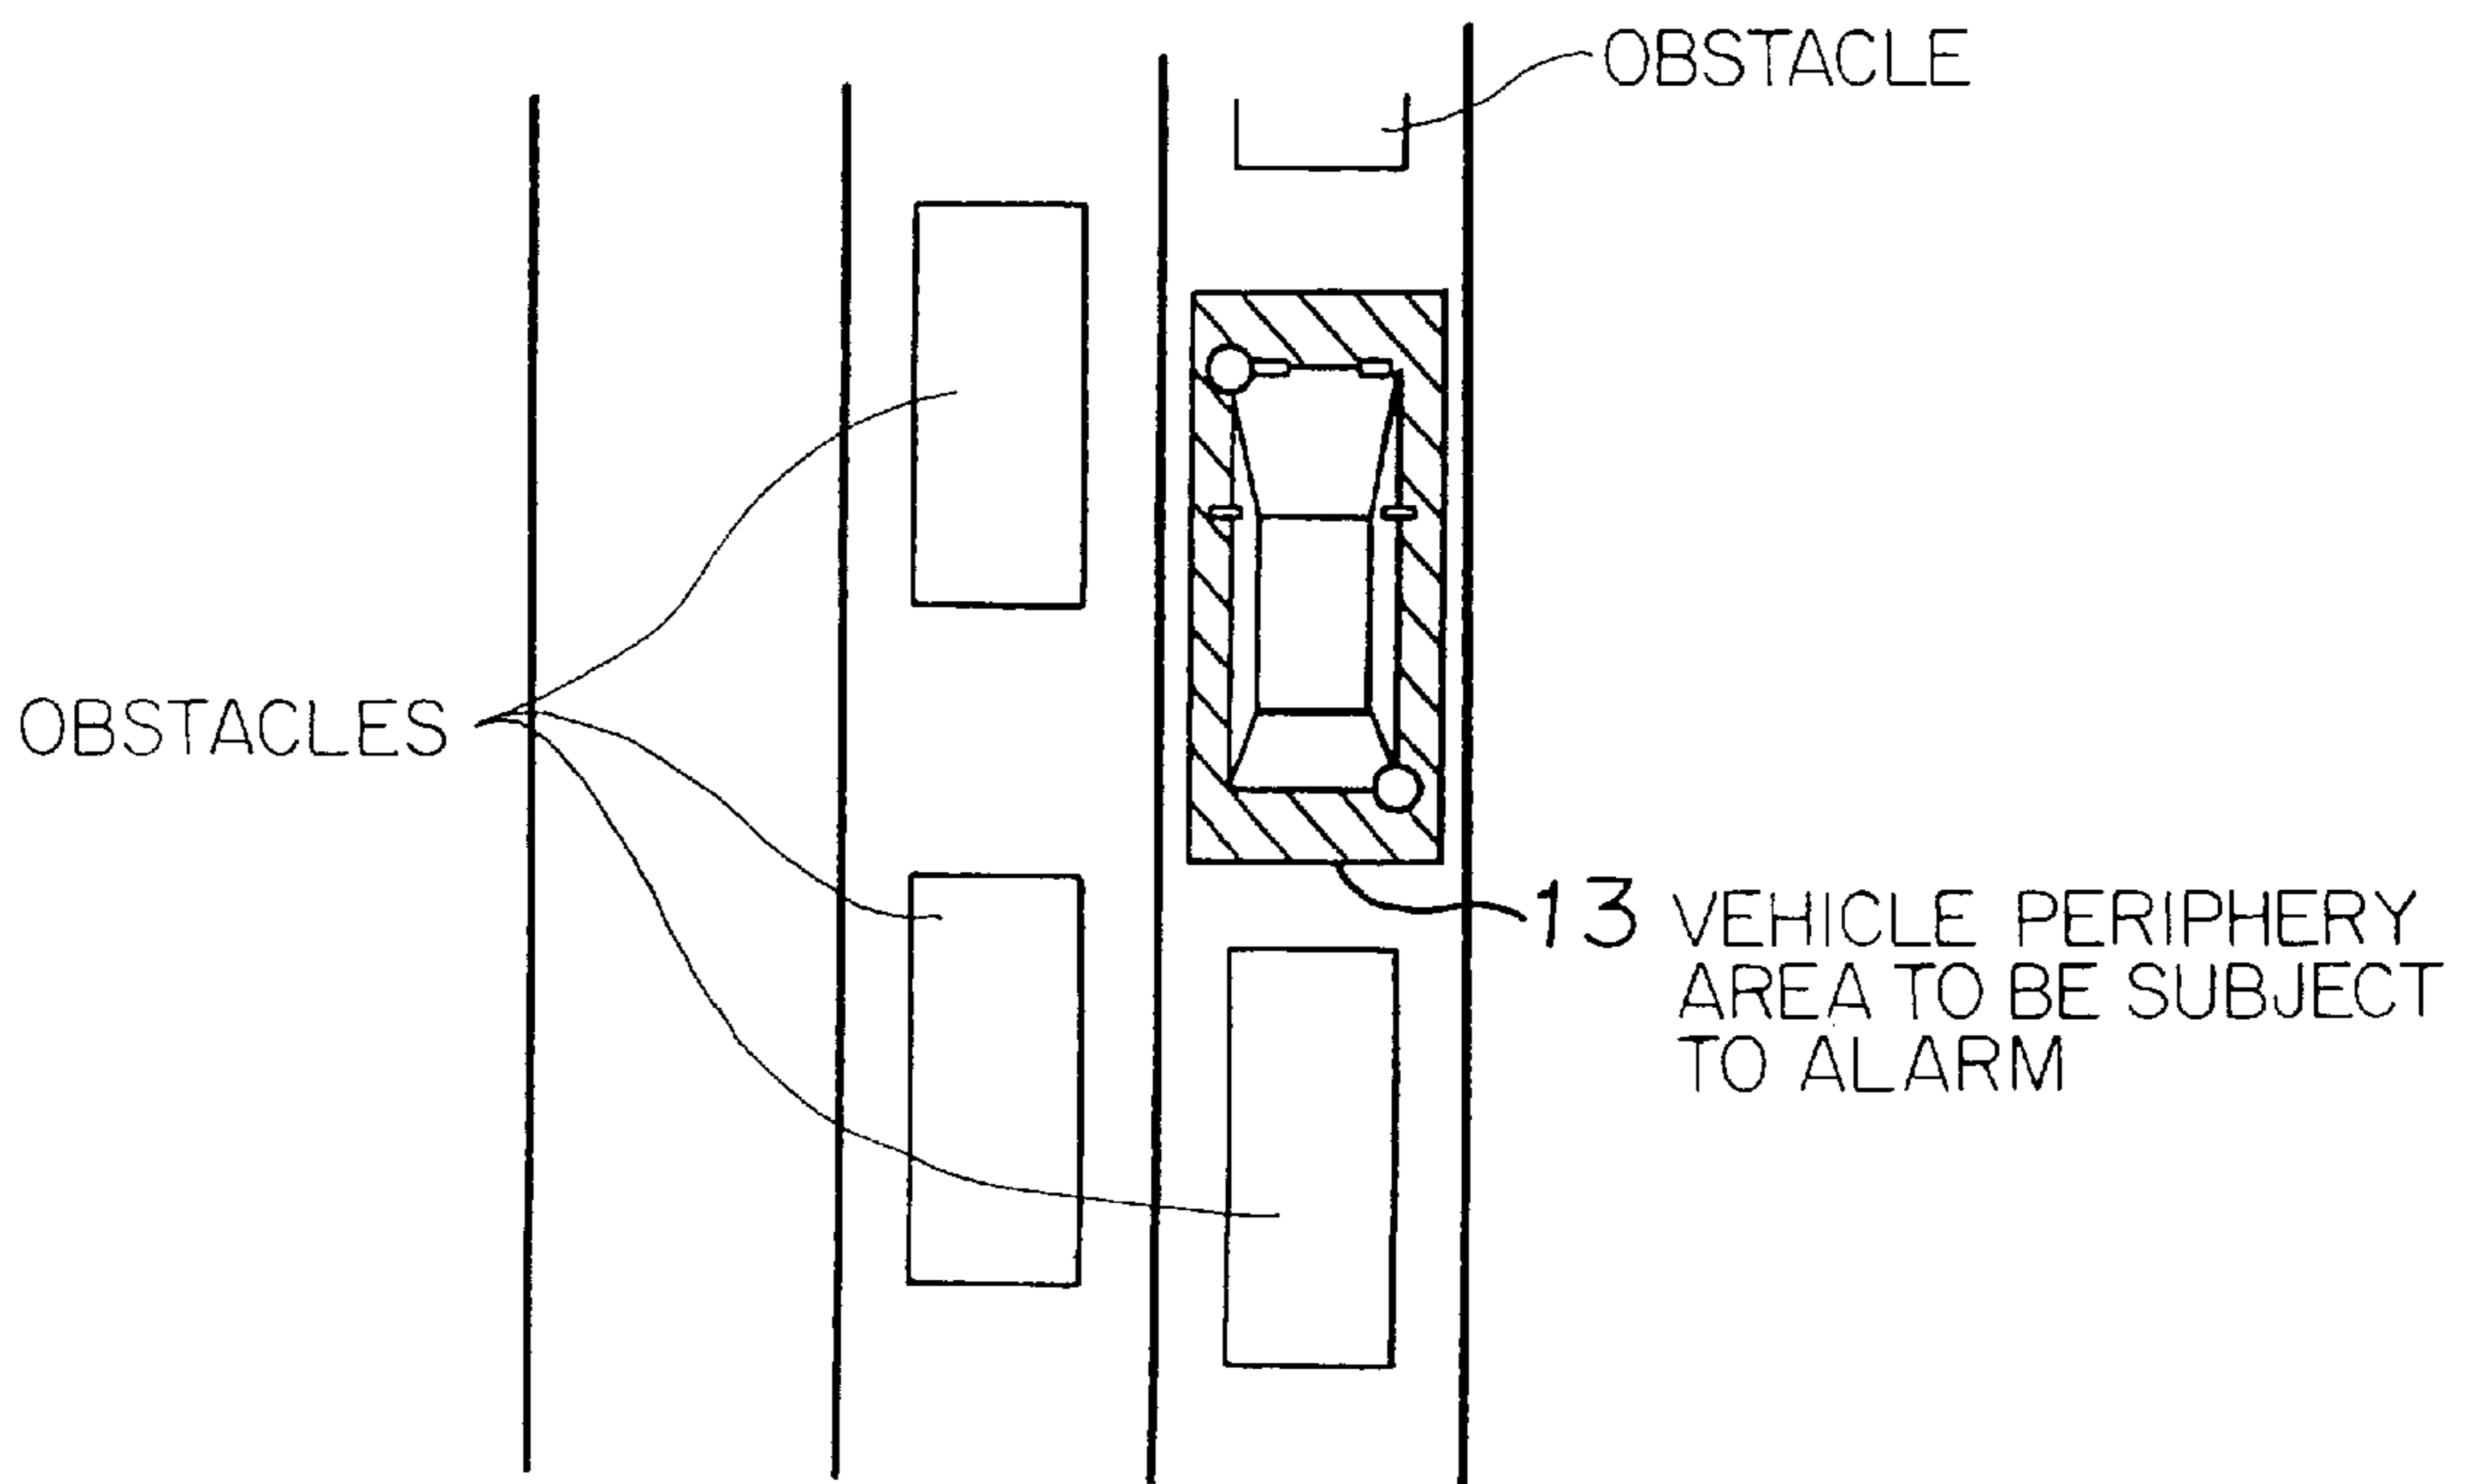 OBSTACLE
OBSTACLES
13 VEHICLE PERIPHERY
AREA TO BE SUBJECT
TO ALARM